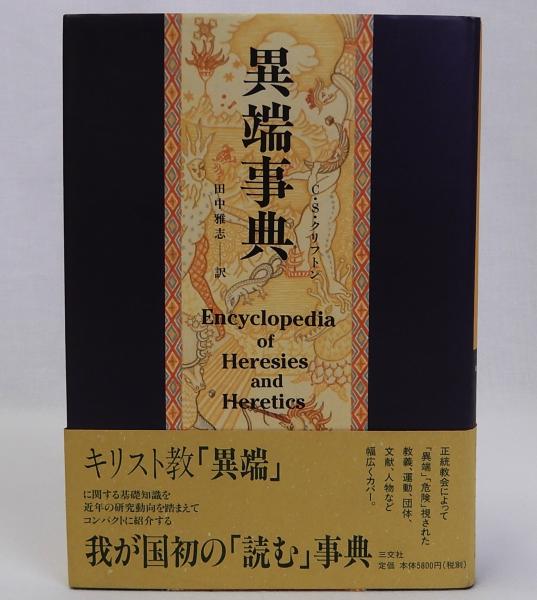 異端事典
C・S・クリフトン
田中雅志——訳
Encyclopedia
of
Heresies
and
Heretics
キリスト教「異端」
に関する基礎知識を
近年の研究動向を踏まえて
コンパクトに紹介する
我が国初の「読む」事典
正統教会によって
「異端」「危険」視された
教義、運動、団体、
文献、人物など
幅広くカバー。
三交社
定価 本体5800円(税別)